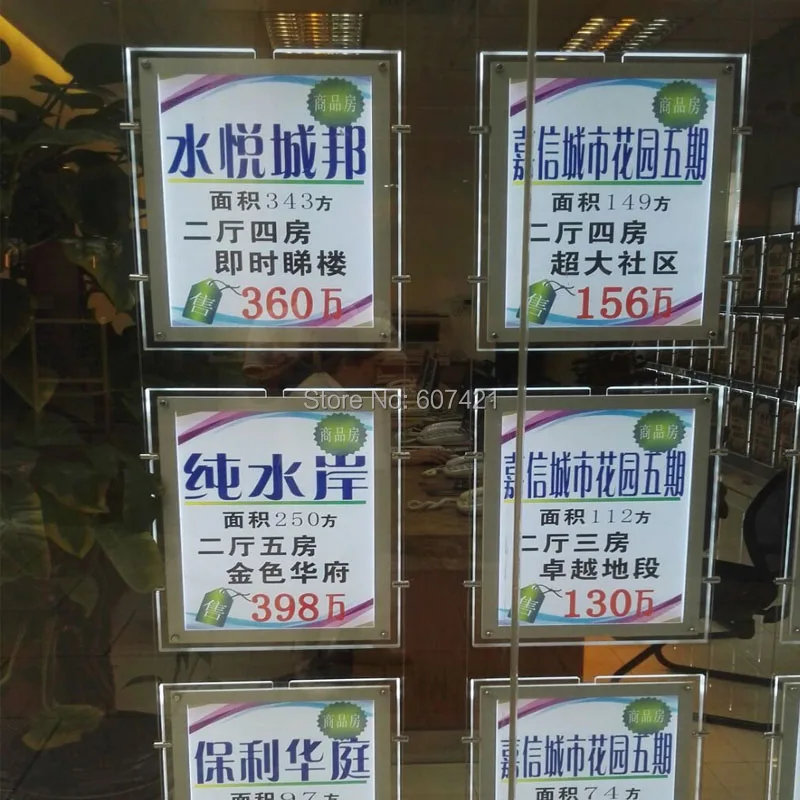 商品房
水悦城邦
面积343方
二厅四房
即时睇楼
售 360万
商品房
嘉信城市花园五期
面积149方
二厅四房
超大社区
售 156万
Store No: 607421
商品房
纯水岸
面积250方
二厅五房
金色华府
售 398万
商品房
嘉信城市花园五期
面积112方
二厅三房
卓越地段
售 130万
商品房
保利华庭
面积97方
商品房
嘉信城市花园五期
面积74方